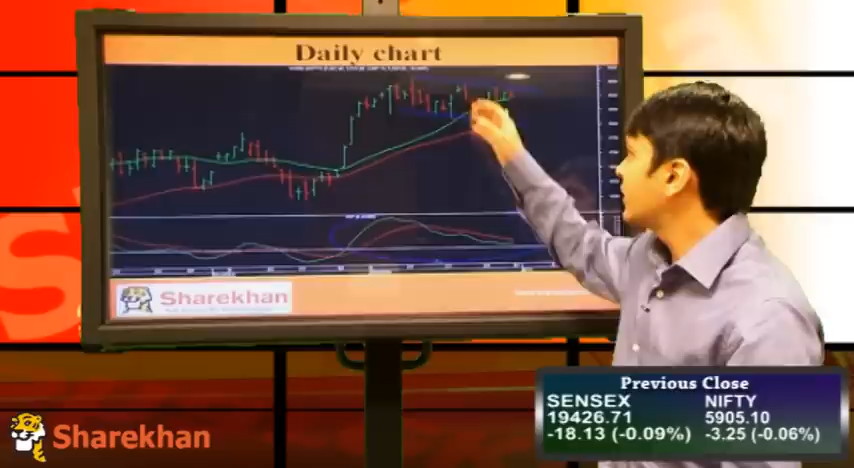 Daily chart
Sharekhan
Previous Close
SENSEX NIFTY
19426.71 5905.10
-18.13 (-0.09%) -3.25 (-0.06%)
Sharekhan